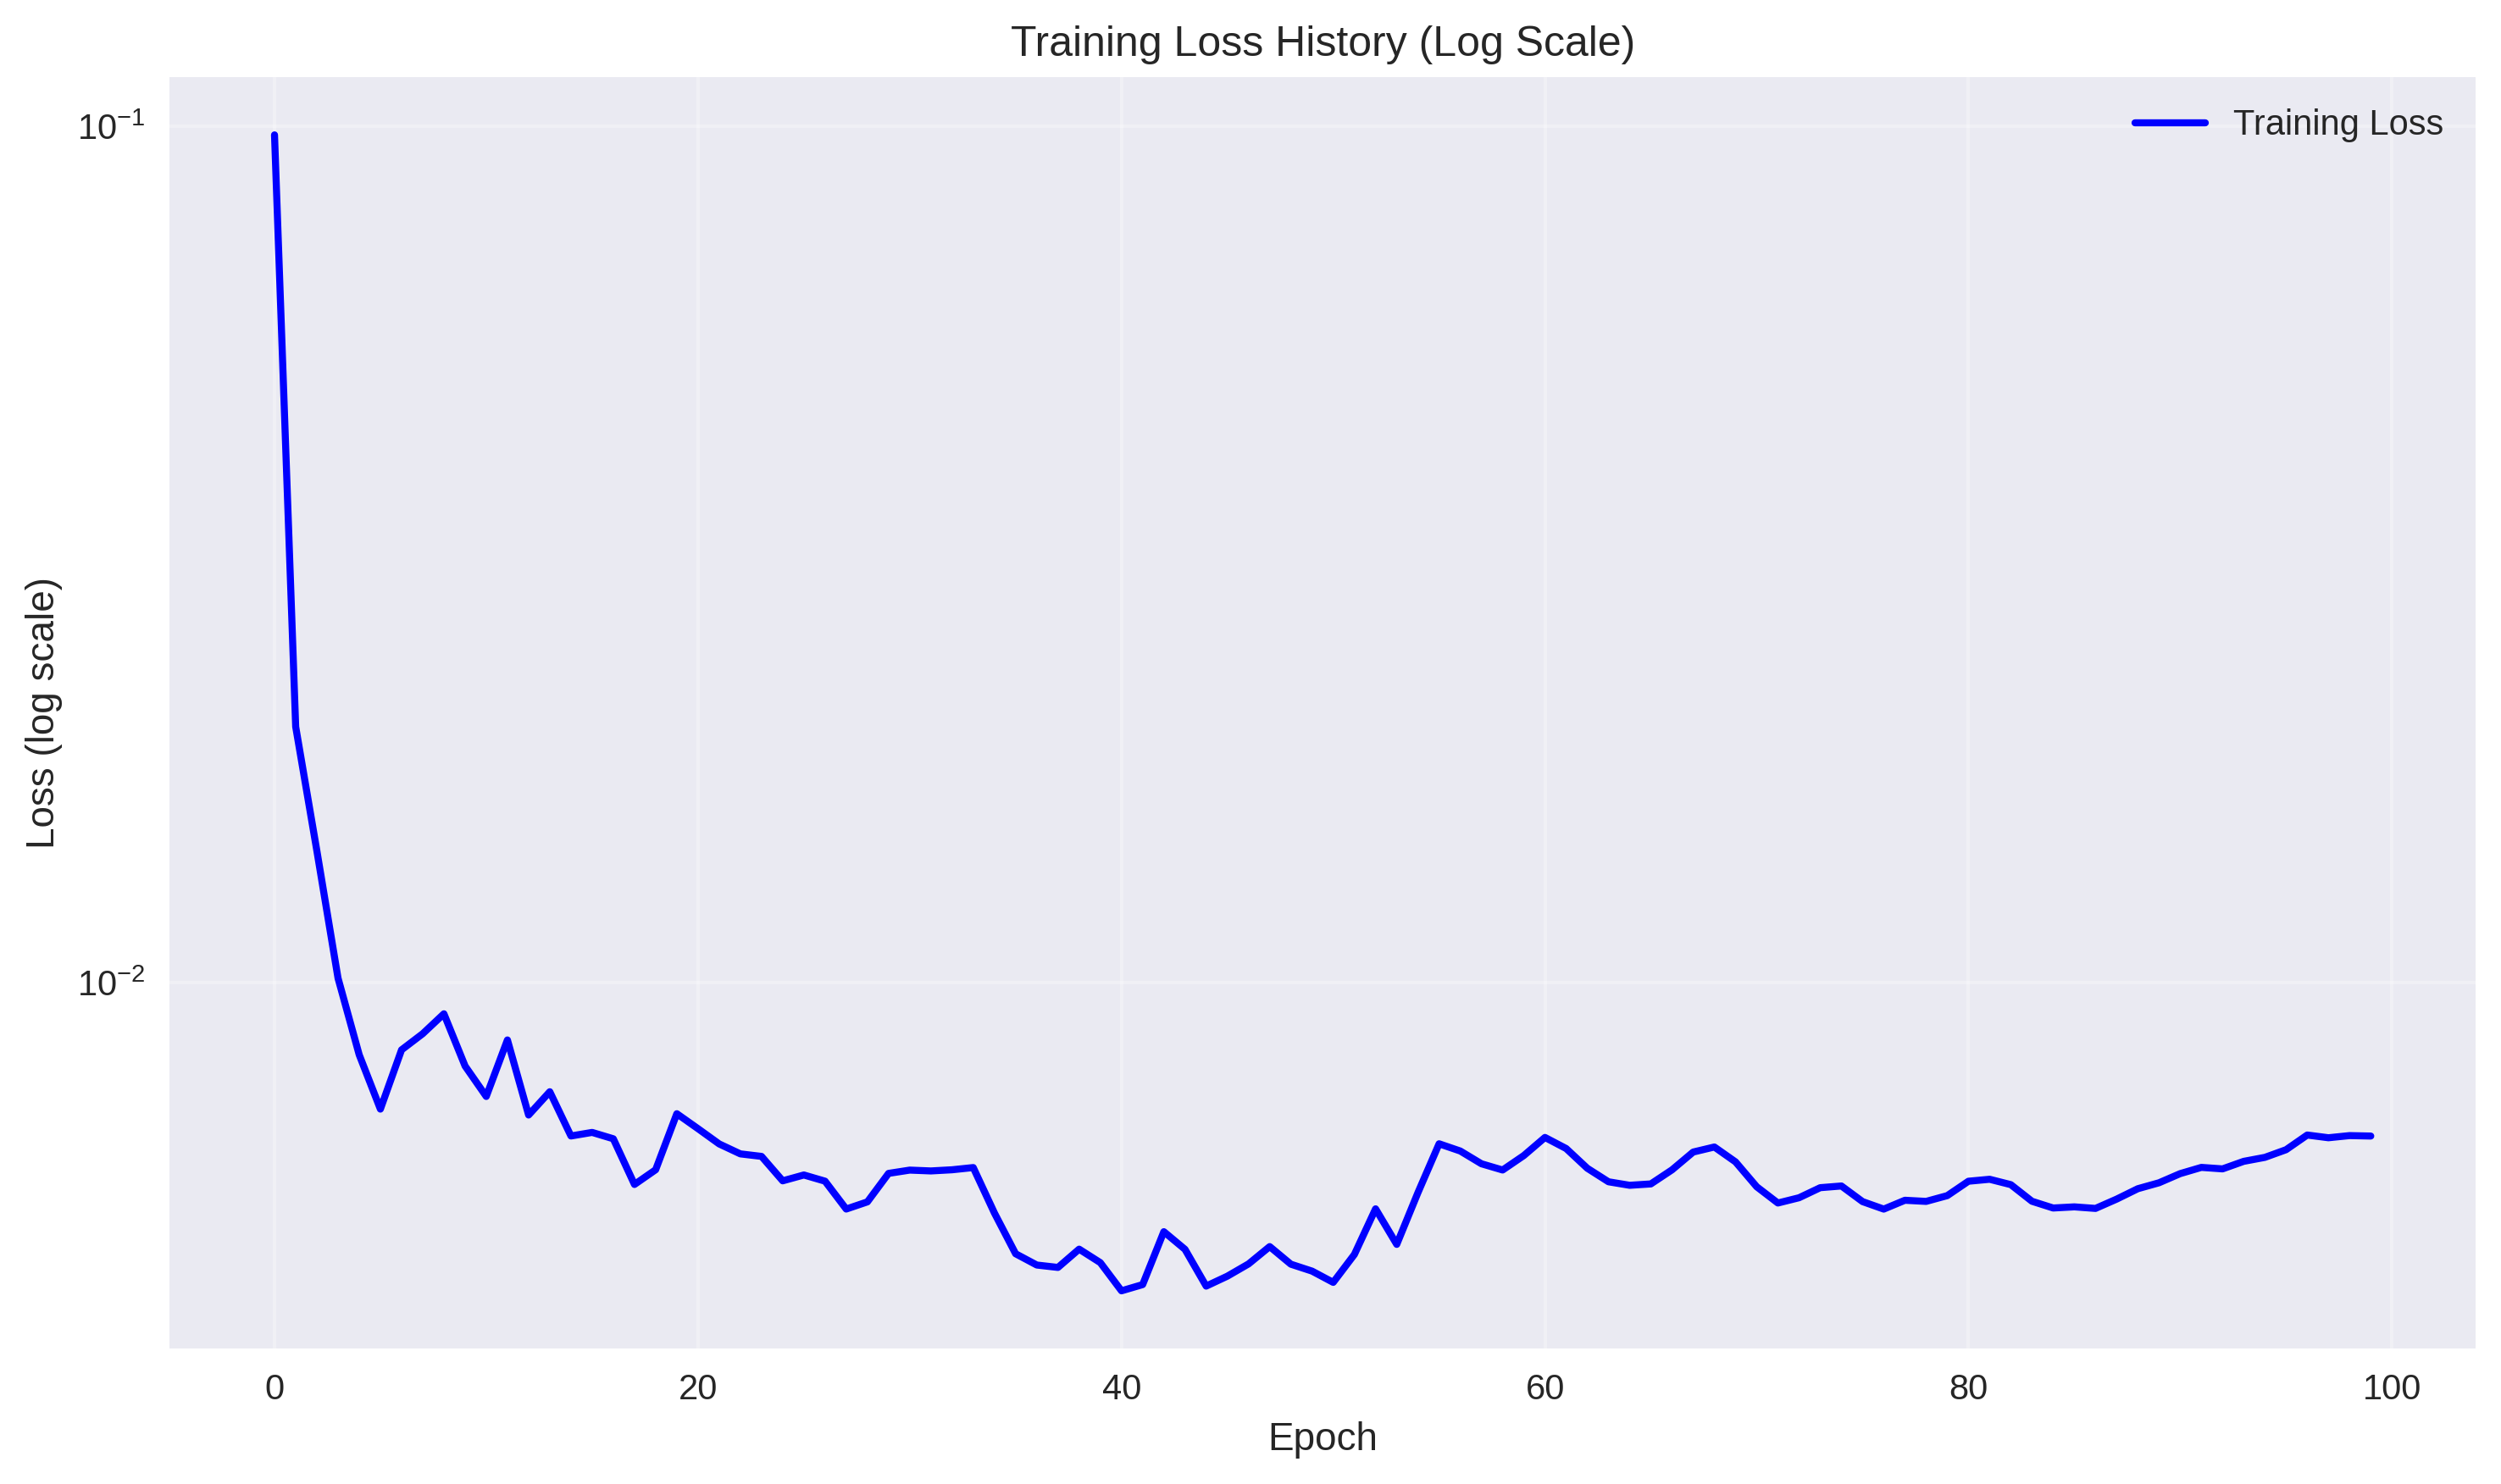 Training Loss History (Log Scale)
Training Loss
10⁻¹
10⁻²
Loss (log scale)
0 20 40 60 80 100
Epoch